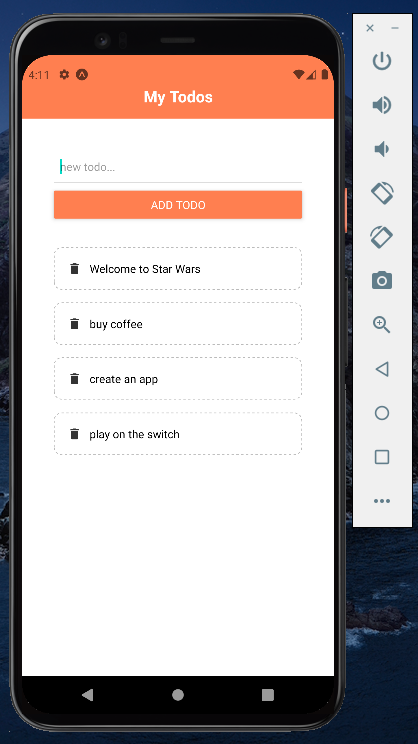 4:11
My Todos
new todo...
ADD TODO
Welcome to Star Wars
buy coffee
create an app
play on the switch